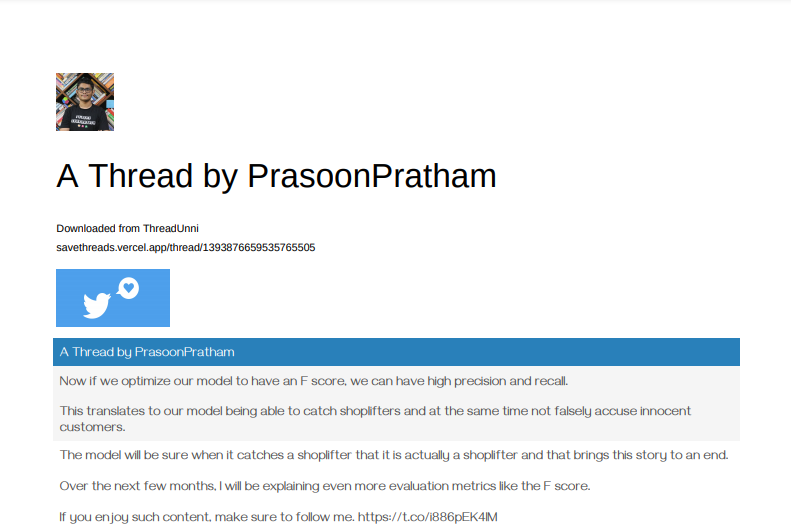 A Thread by PrasoonPratham
Downloaded from ThreadUnni
savethreads.vercel.app/thread/1393876659535765505
A Thread by PrasoonPratham
Now if we optimize our model to have an F score, we can have high precision and recall.
This translates to our model being able to catch shoplifters and at the same time not falsely accuse innocent
customers.
The model will be sure when it catches a shoplifter that it is actually a shoplifter and that brings this story to an end.
Over the next few months, I will be explaining even more evaluation metrics like the F score.
If you enjoy such content, make sure to follow me. https://t.co/i886pEK4lM